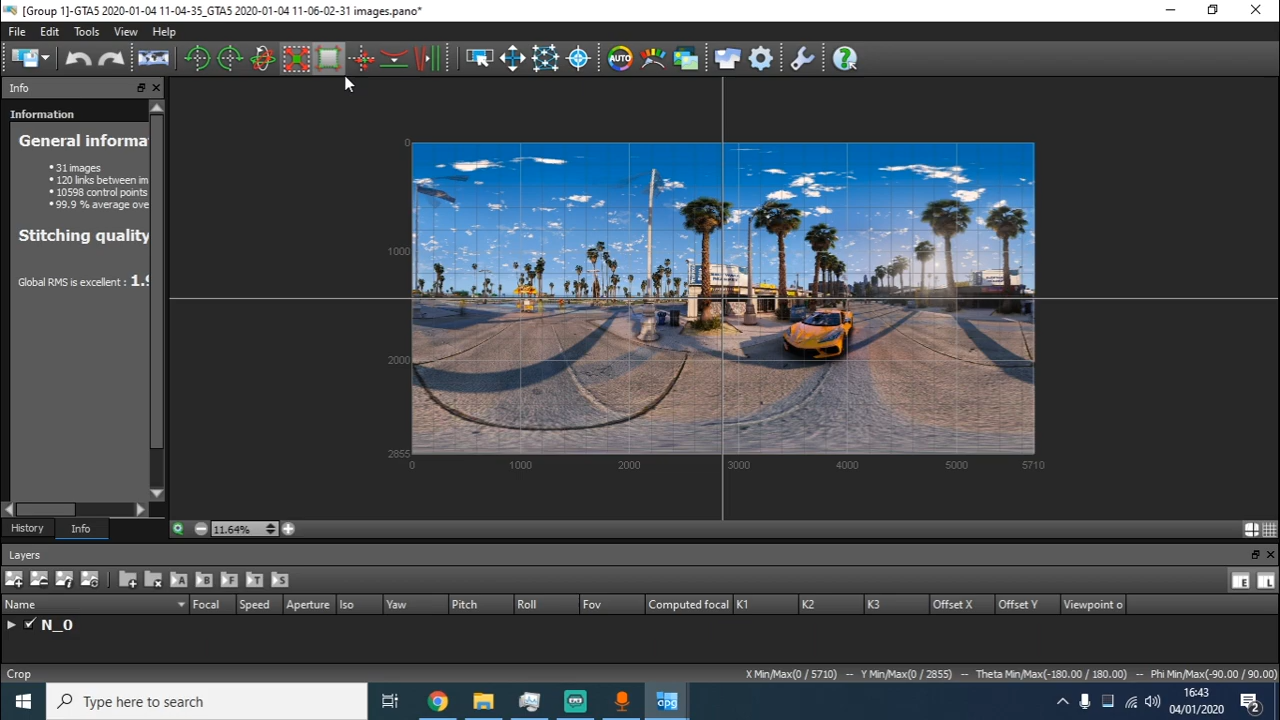 [Group 1]-GTA5 2020-01-04 11-04-35_GTA5 2020-01-04 11-06-02-31 images.pano*
File Edit Tools View Help
AUTO
Info
Information
General informa
• 31 images
• 120 links between im
• 10598 control points
• 99.9 % average ove
Stitching quality
Global RMS is excellent : 1.9
0
1000
2000
2855
0 1000 2000 3000 4000 5000 5710
History Info
11.64%
Layers
A B F T S
E L
Name Focal Speed Aperture Iso Yaw Pitch Roll Fov Computed focal K1 K2 K3 Offset X Offset Y Viewpoint o
N_0
Crop X Min/Max(0 / 5710) -- Y Min/Max(0 / 2855) -- Theta Min/Max(-180.00 / 180.00) -- Phi Min/Max(-90.00 / 90.00)
Type here to search
apg
16:43
04/01/2020
2